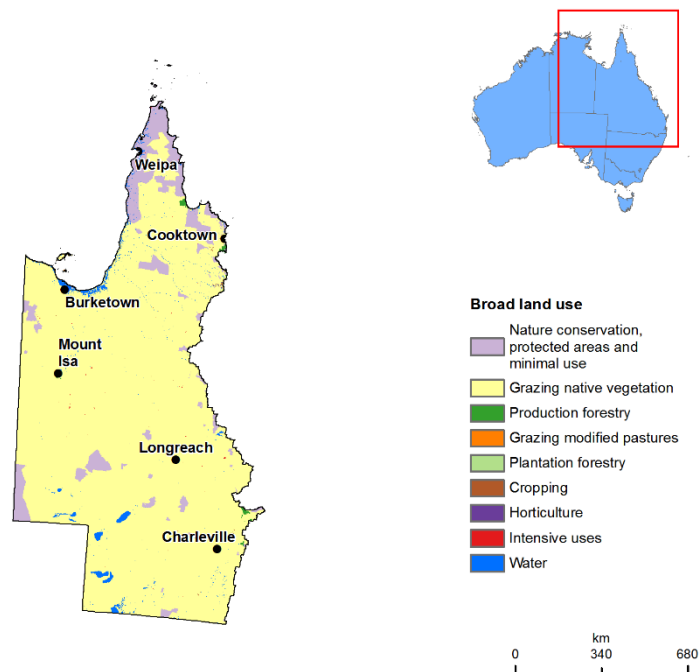 Weipa
Cooktown
Burketown
Mount
Isa
Longreach
Charleville
Broad land use
Nature conservation,
protected areas and
minimal use
Grazing native vegetation
Production forestry
Grazing modified pastures
Plantation forestry
Cropping
Horticulture
Intensive uses
Water
km
0 340 680